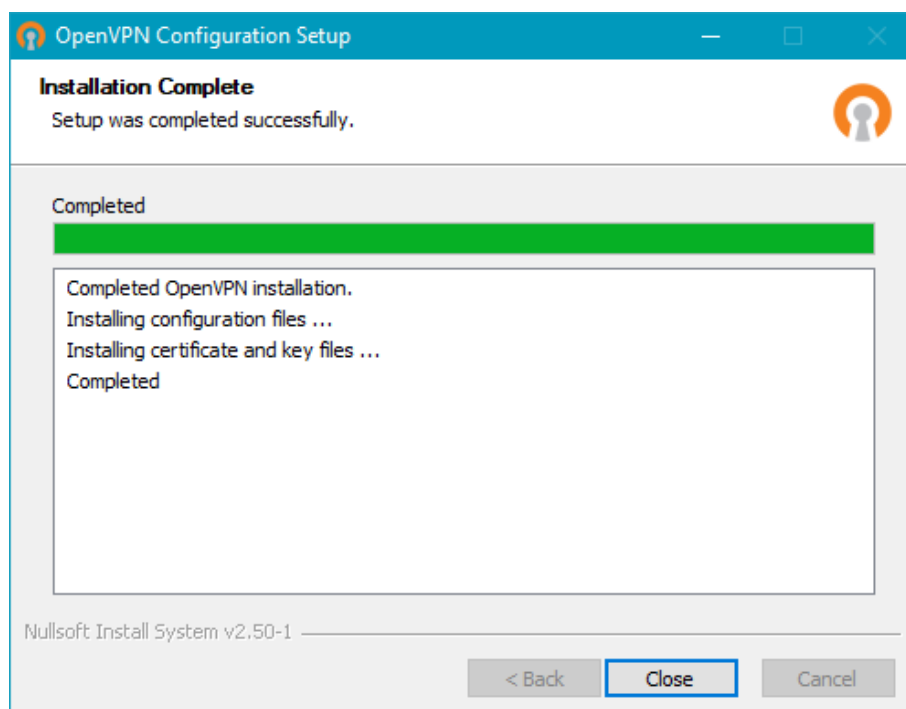 OpenVPN Configuration Setup
Installation Complete
Setup was completed successfully.
Completed
Completed OpenVPN installation.
Installing configuration files ...
Installing certificate and key files ...
Completed
Nullsoft Install System v2.50-1
< Back
Close
Cancel